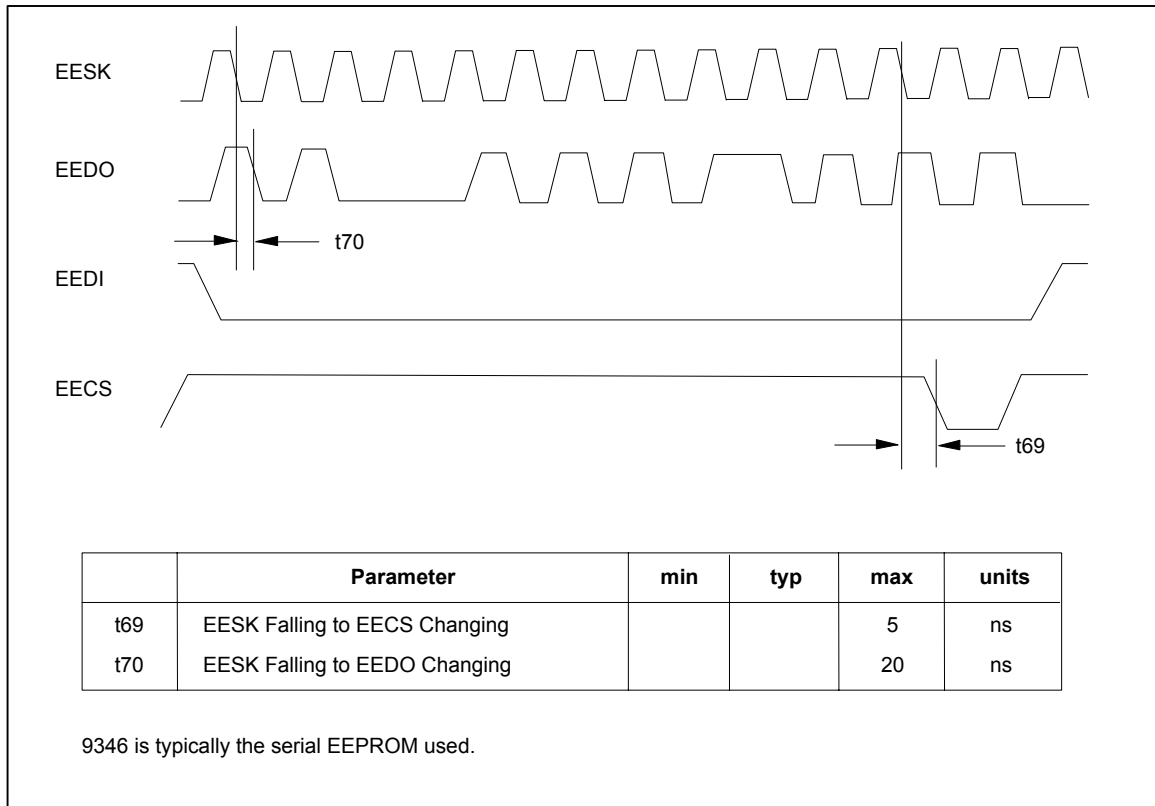 EESK
EEDO
t70
EEDI
EECS
t69
Parameter min typ max units
t69 EESK Falling to EECS Changing 5 ns
t70 EESK Falling to EEDO Changing 20 ns
9346 is typically the serial EEPROM used.